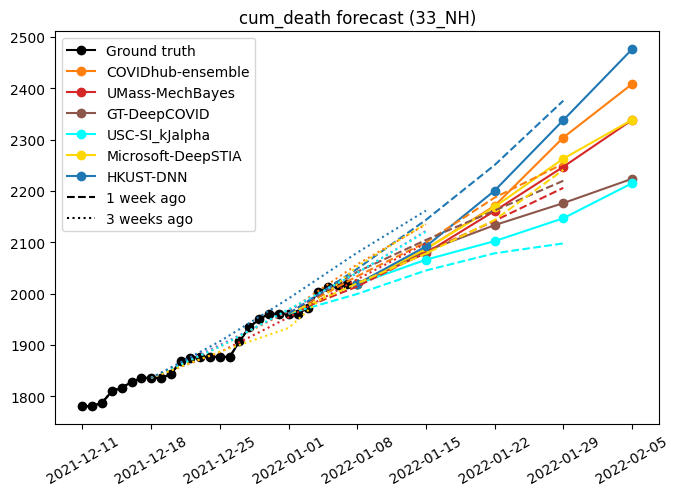 cum_death forecast (33_NH)
2500
2400
2300
2200
2100
2000
1900
1800
Ground truth
COVIDhub-ensemble
UMass-MechBayes
GT-DeepCOVID
USC-SI_kJalpha
Microsoft-DeepSTIA
HKUST-DNN
1 week ago
3 weeks ago
2021-12-11
2021-12-18
2021-12-25
2022-01-01
2022-01-08
2022-01-15
2022-01-22
2022-01-29
2022-02-05